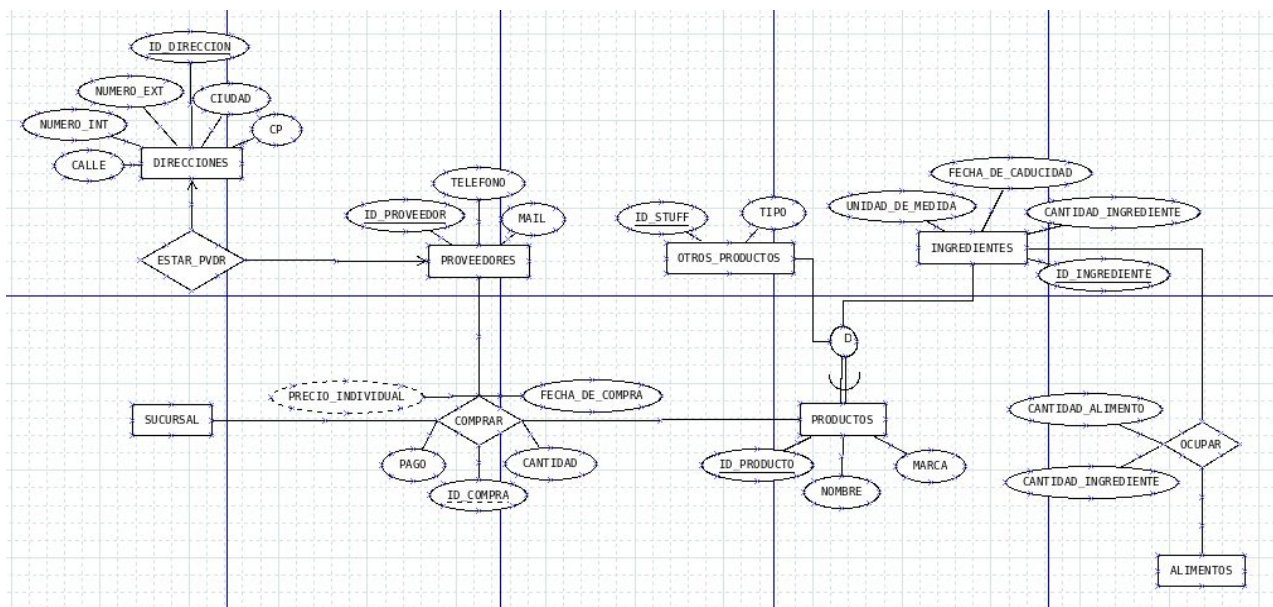 ID_DIRECCION
NUMERO_EXT
CIUDAD
NUMERO_INT
CP
CALLE
DIRECCIONES
TELEFONO
ID_PROVEEDOR
MAIL
ESTAR_PVDR
PROVEEDORES
ID_STUFF
TIPO
OTROS_PRODUCTOS
FECHA_DE_CADUCIDAD
UNIDAD_DE_MEDIDA
CANTIDAD_INGREDIENTE
INGREDIENTES
ID_INGREDIENTE
D
PRECIO_INDIVIDUAL
FECHA_DE_COMPRA
SUCURSAL
COMPRAR
PRODUCTOS
PAGO
CANTIDAD
ID_COMPRA
ID_PRODUCTO
MARCA
NOMBRE
CANTIDAD_ALIMENTO
OCUPAR
CANTIDAD_INGREDIENTE
ALIMENTOS